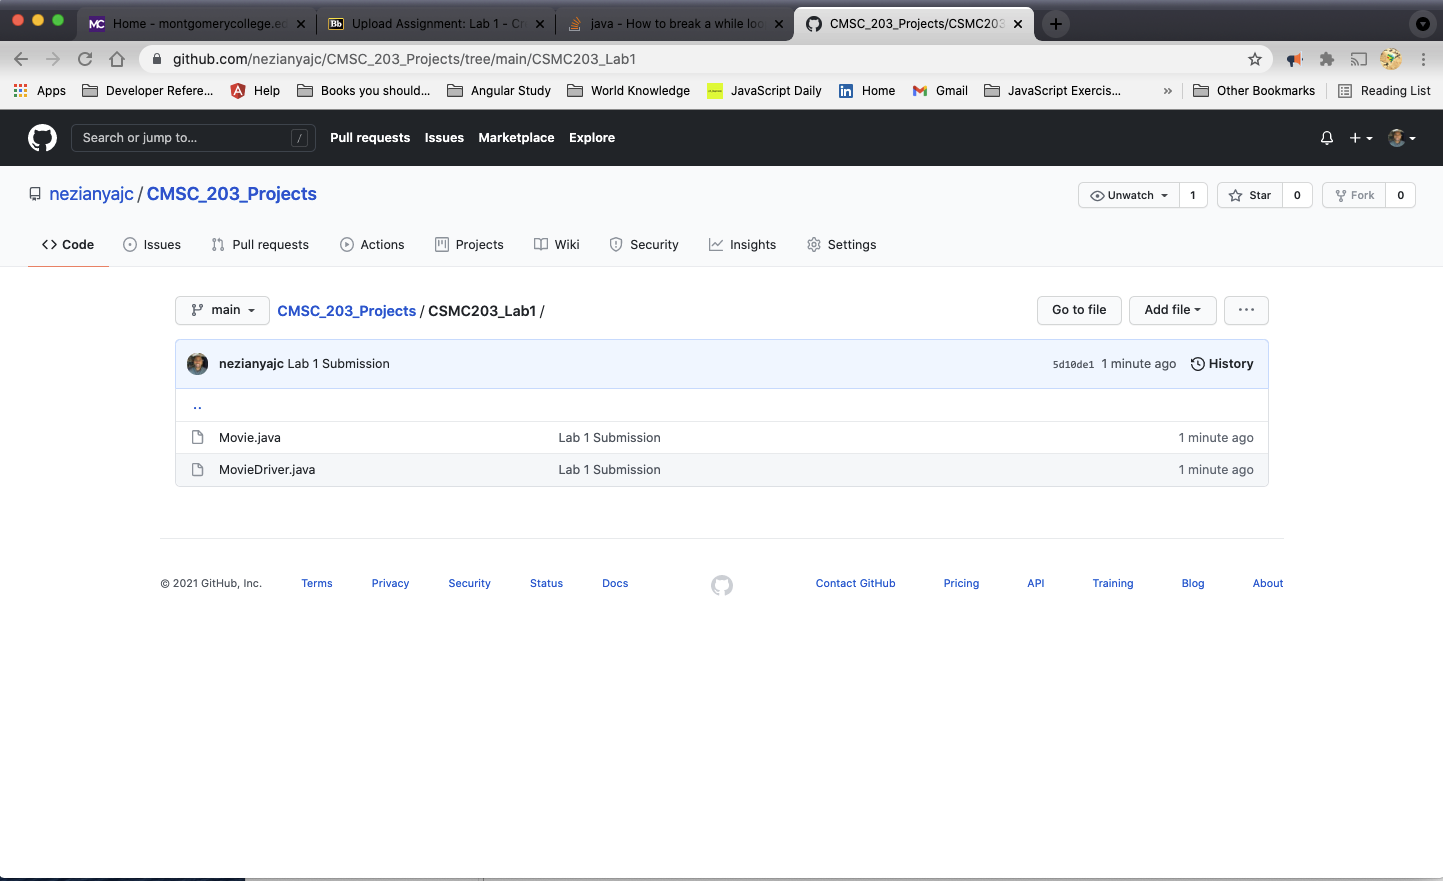 MC Home - montgomerycollege.ed
Bb Upload Assignment: Lab 1 – Cr
java - How to break a while loo
CMSC_203_Projects/CSMC203
github.com/nezianyajc/CMSC_203_Projects/tree/main/CSMC203_Lab1
Apps Developer Refere... Help Books you should... Angular Study World Knowledge JavaScript Daily Home Gmail JavaScript Exercis... » Other Bookmarks Reading List
Search or jump to... / Pull requests Issues Marketplace Explore
nezianyajc / CMSC_203_Projects Unwatch 1 Star 0 Fork 0
Code Issues Pull requests Actions Projects Wiki Security Insights Settings
main CMSC_203_Projects / CSMC203_Lab1 / Go to file Add file ...
nezianyajc Lab 1 Submission 5d10de1 1 minute ago History
..
Movie.java Lab 1 Submission 1 minute ago
MovieDriver.java Lab 1 Submission 1 minute ago
© 2021 GitHub, Inc. Terms Privacy Security Status Docs Contact GitHub Pricing API Training Blog About